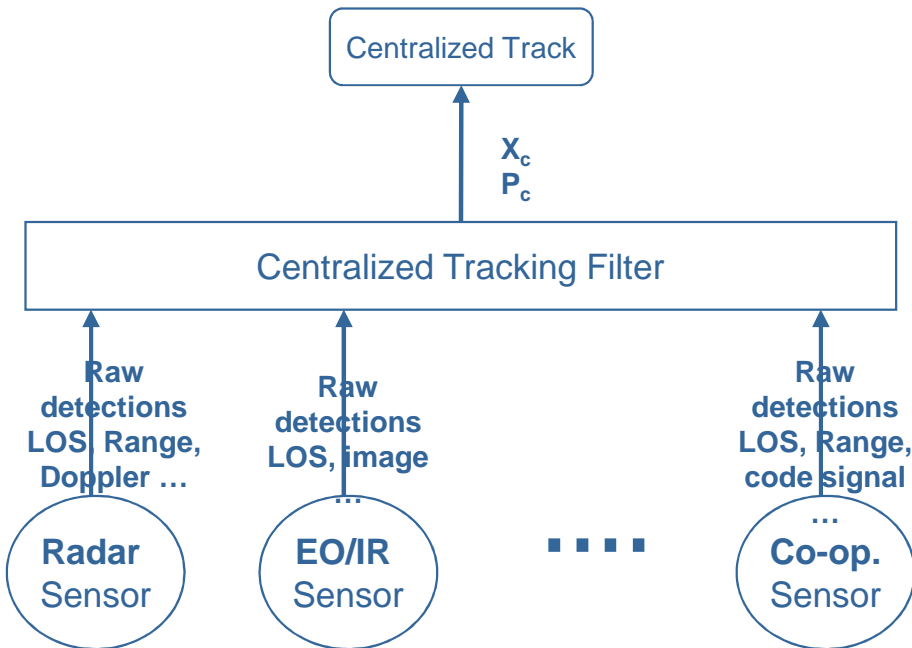 Centralized Track
Xc
Pc
Centralized Tracking Filter
Raw
detections
LOS, Range,
Doppler …
Raw
detections
LOS, image
…
Raw
detections
LOS, Range,
code signal
…
Radar
Sensor
EO/IR
Sensor
....
Co-op.
Sensor